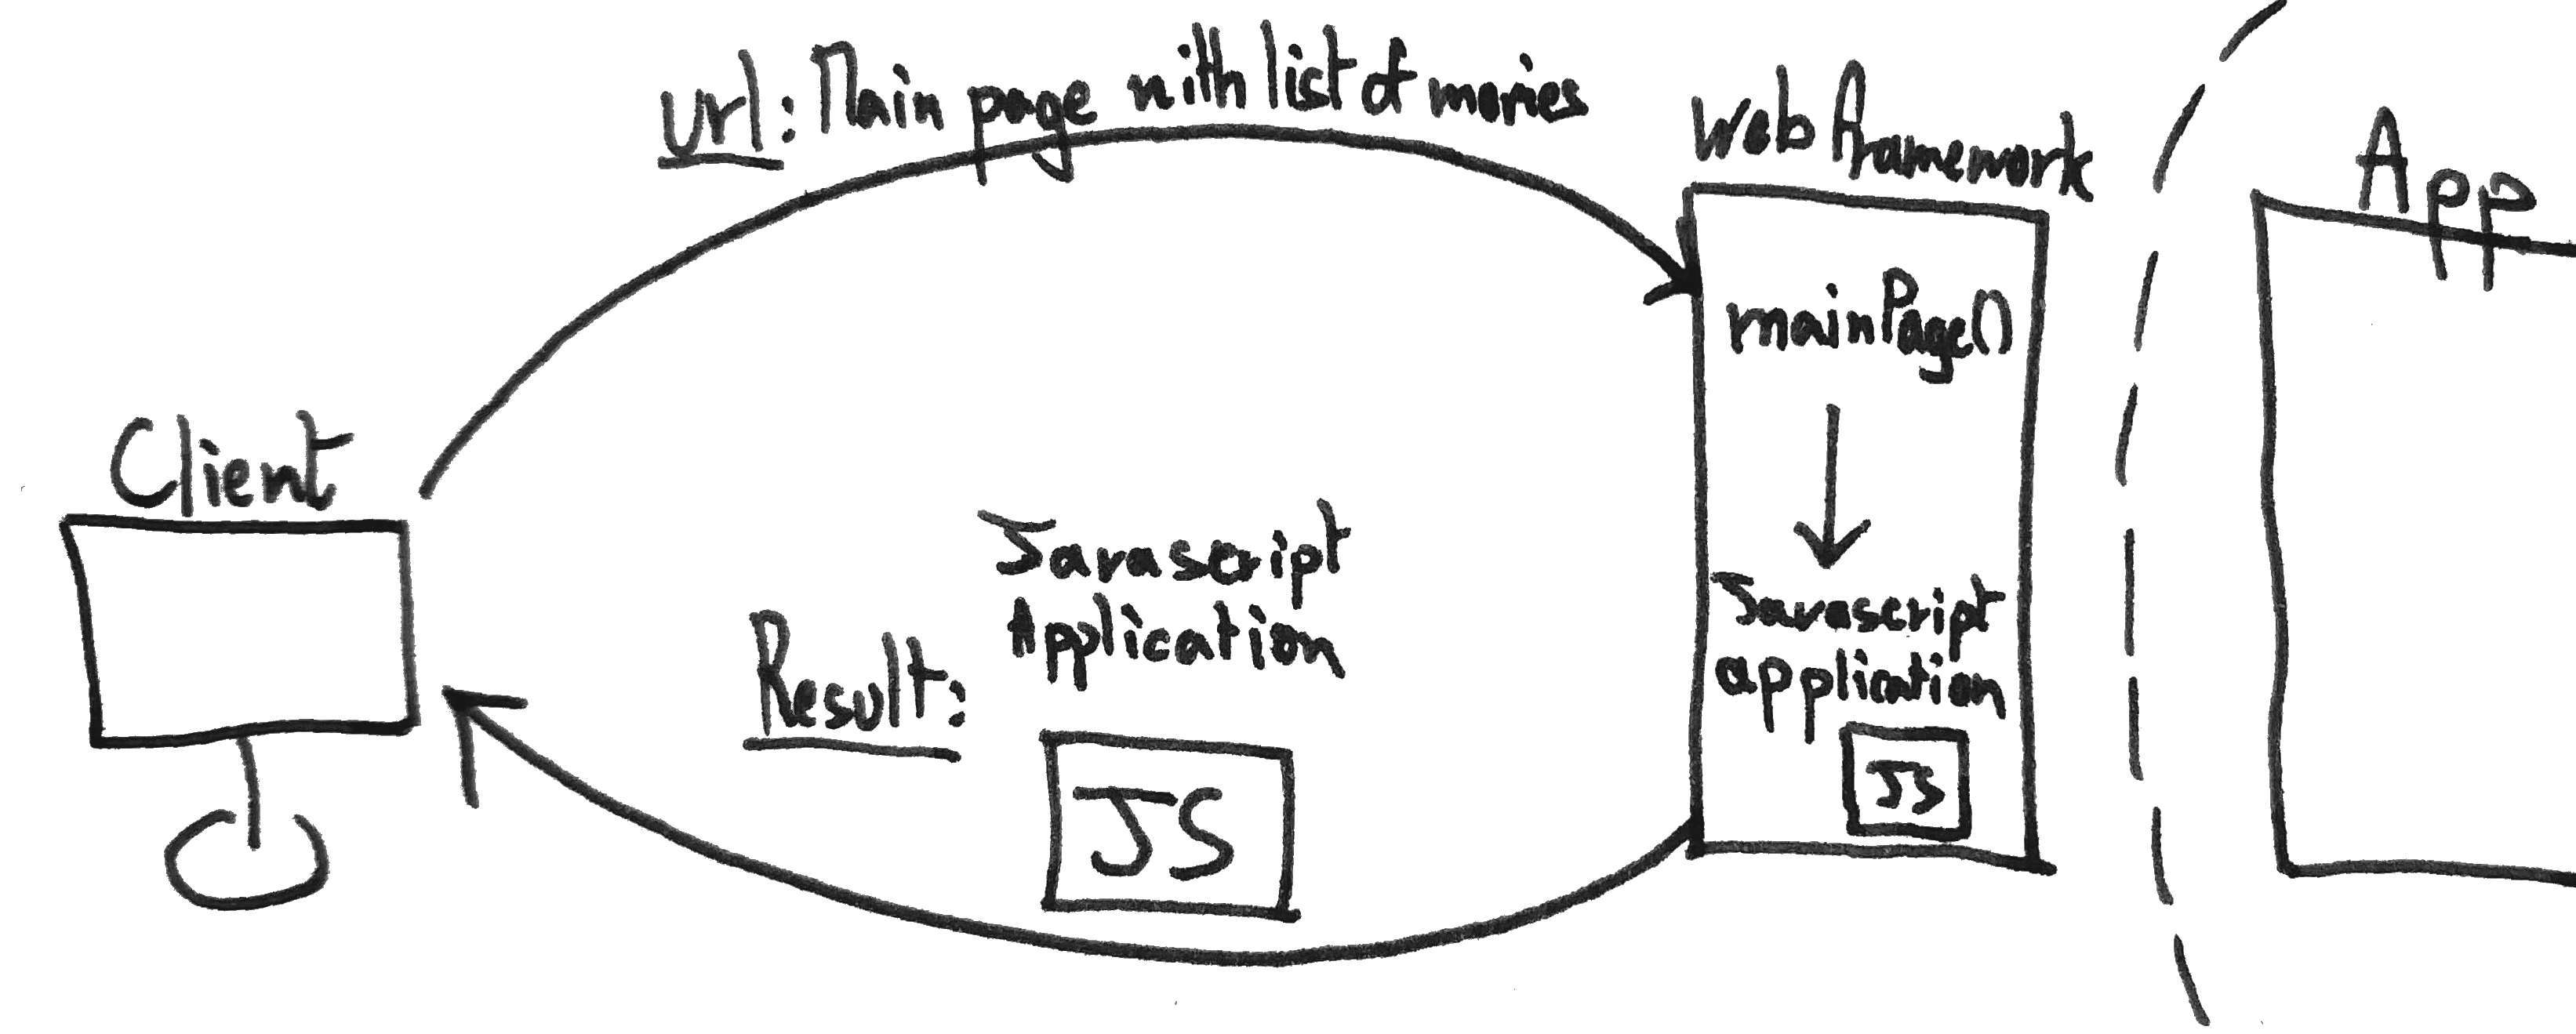 url: Main page with list of movies
Web framework
App
mainPage()
Client
Javascript
Application
Result:
JS
Javascript
application
JS